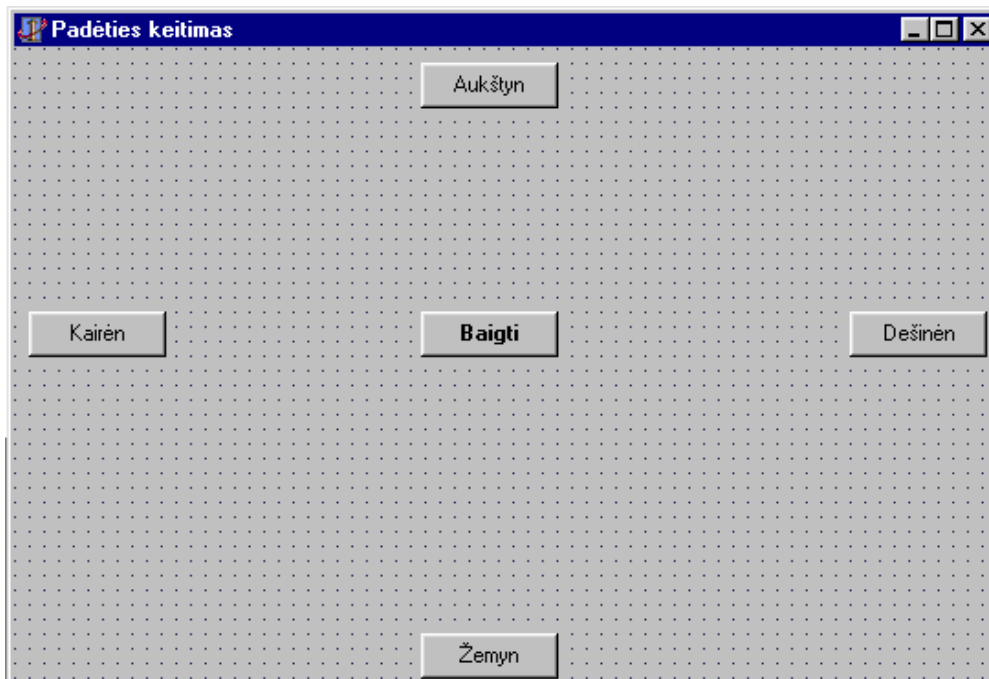 Padėties keitimas
Aukštyn
Kairėn
Baigti
Dešinėn
Žemyn